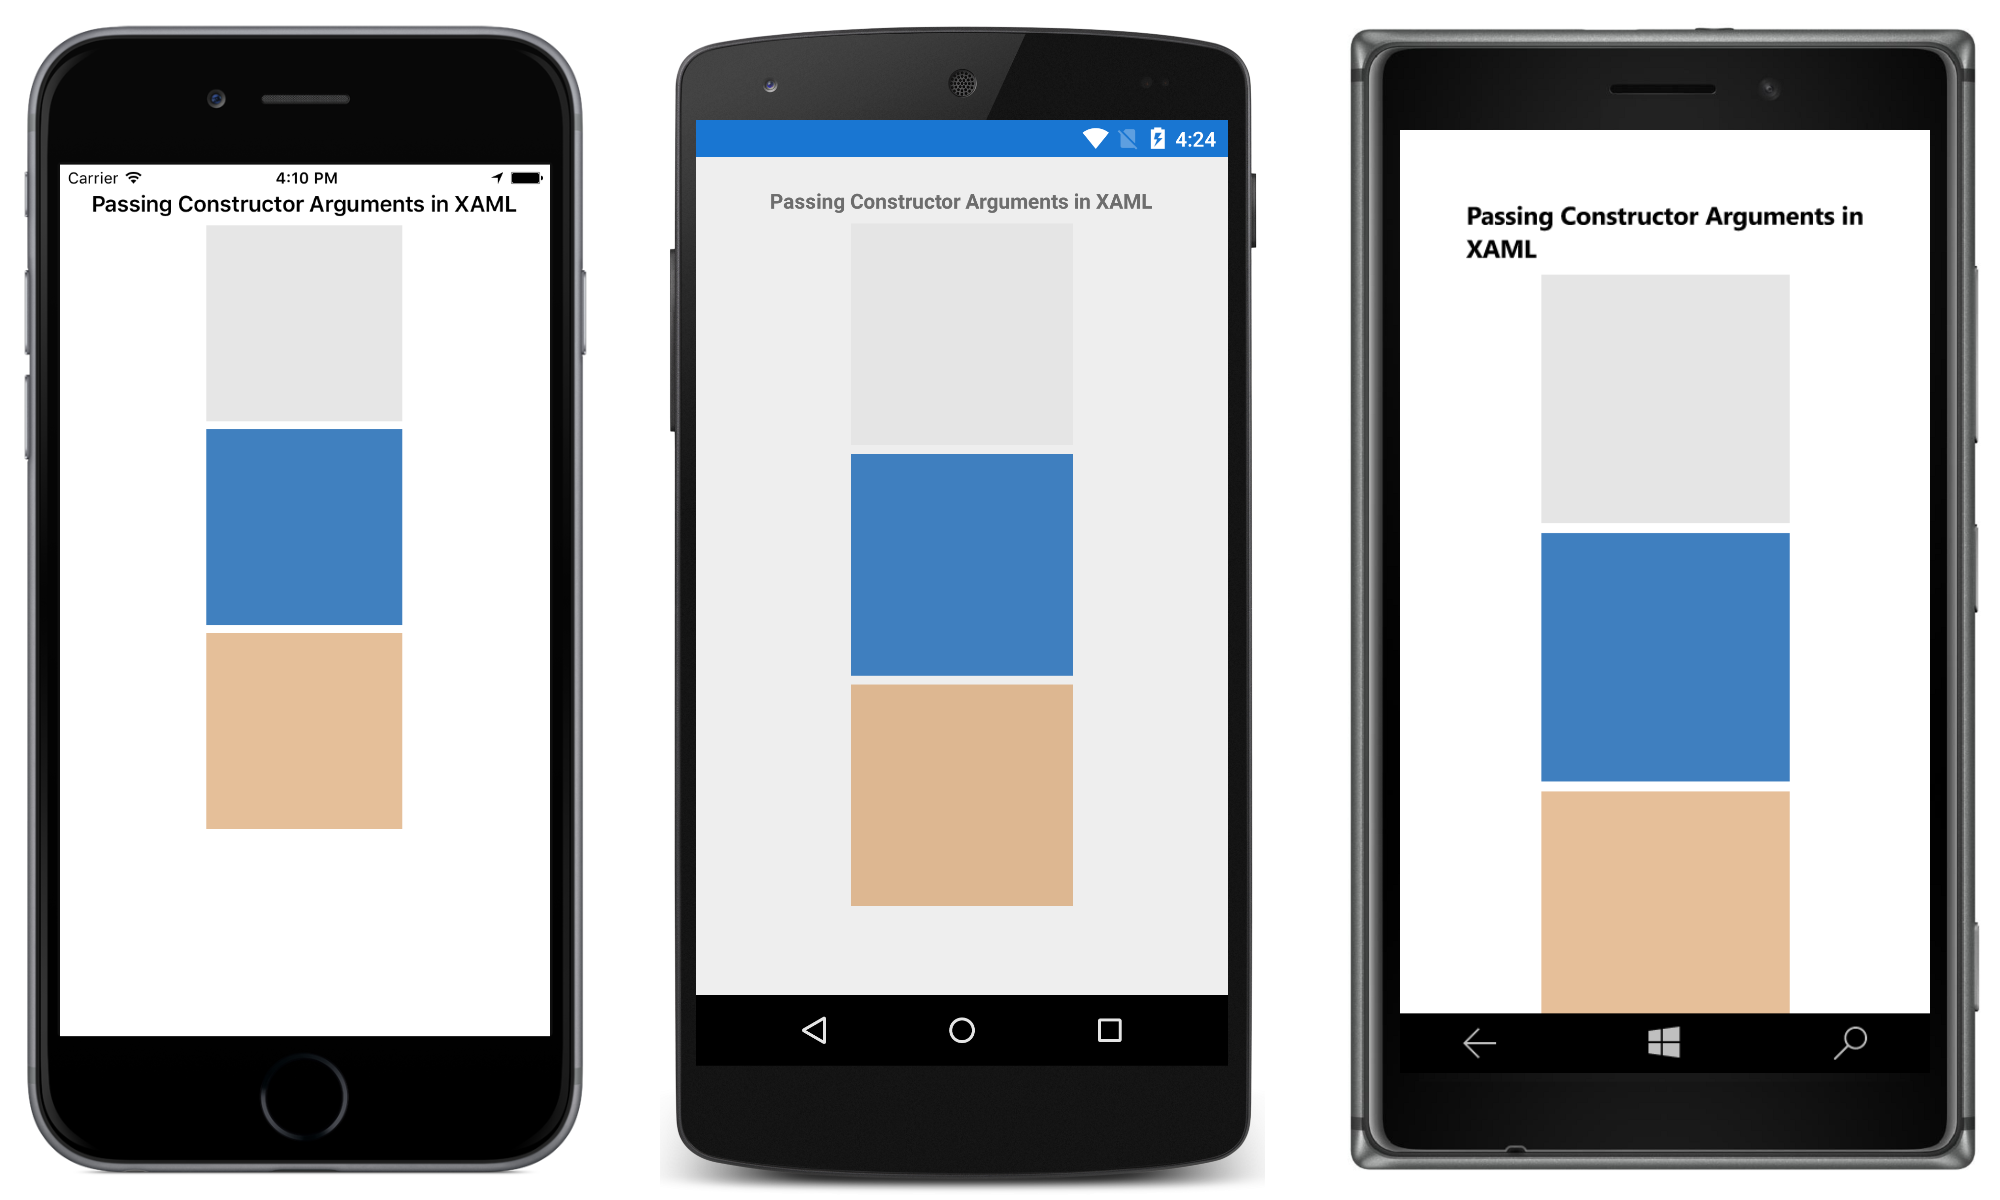 Carrier 4:10 PM
Passing Constructor Arguments in XAML
4:24
Passing Constructor Arguments in XAML
Passing Constructor Arguments in
XAML